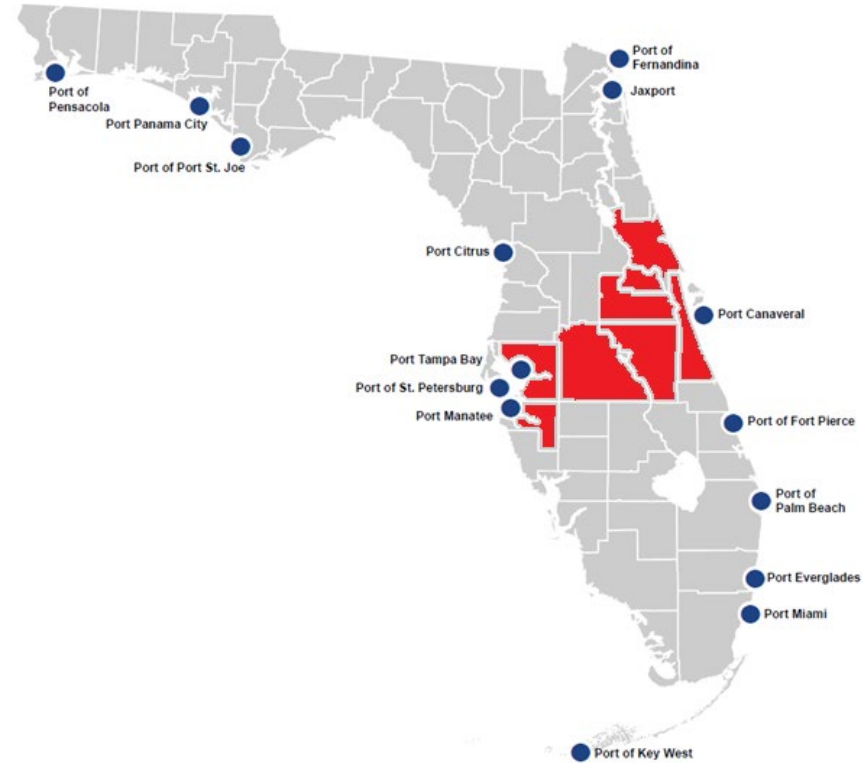 Port of
Fernandina
Jaxport
Port of
Pensacola
Port Panama City
Port of Port St. Joe
Port Citrus
Port Canaveral
Port Tampa Bay
Port of St. Petersburg
Port Manatee
Port of Fort Pierce
Port of
Palm Beach
Port Everglades
Port Miami
Port of Key West